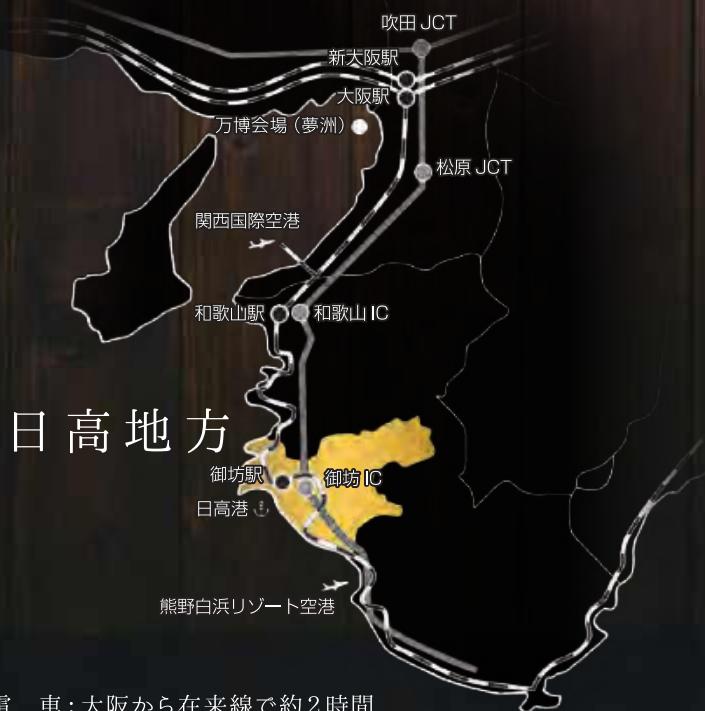 吹田 JCT
新大阪駅
大阪駅
万博会場（夢洲）
松原 JCT
関西国際空港
和歌山駅
和歌山 IC
日高地方
御坊駅
御坊 IC
日高港
熊野白浜リゾート空港
電　車：大阪から在来線で約2時間